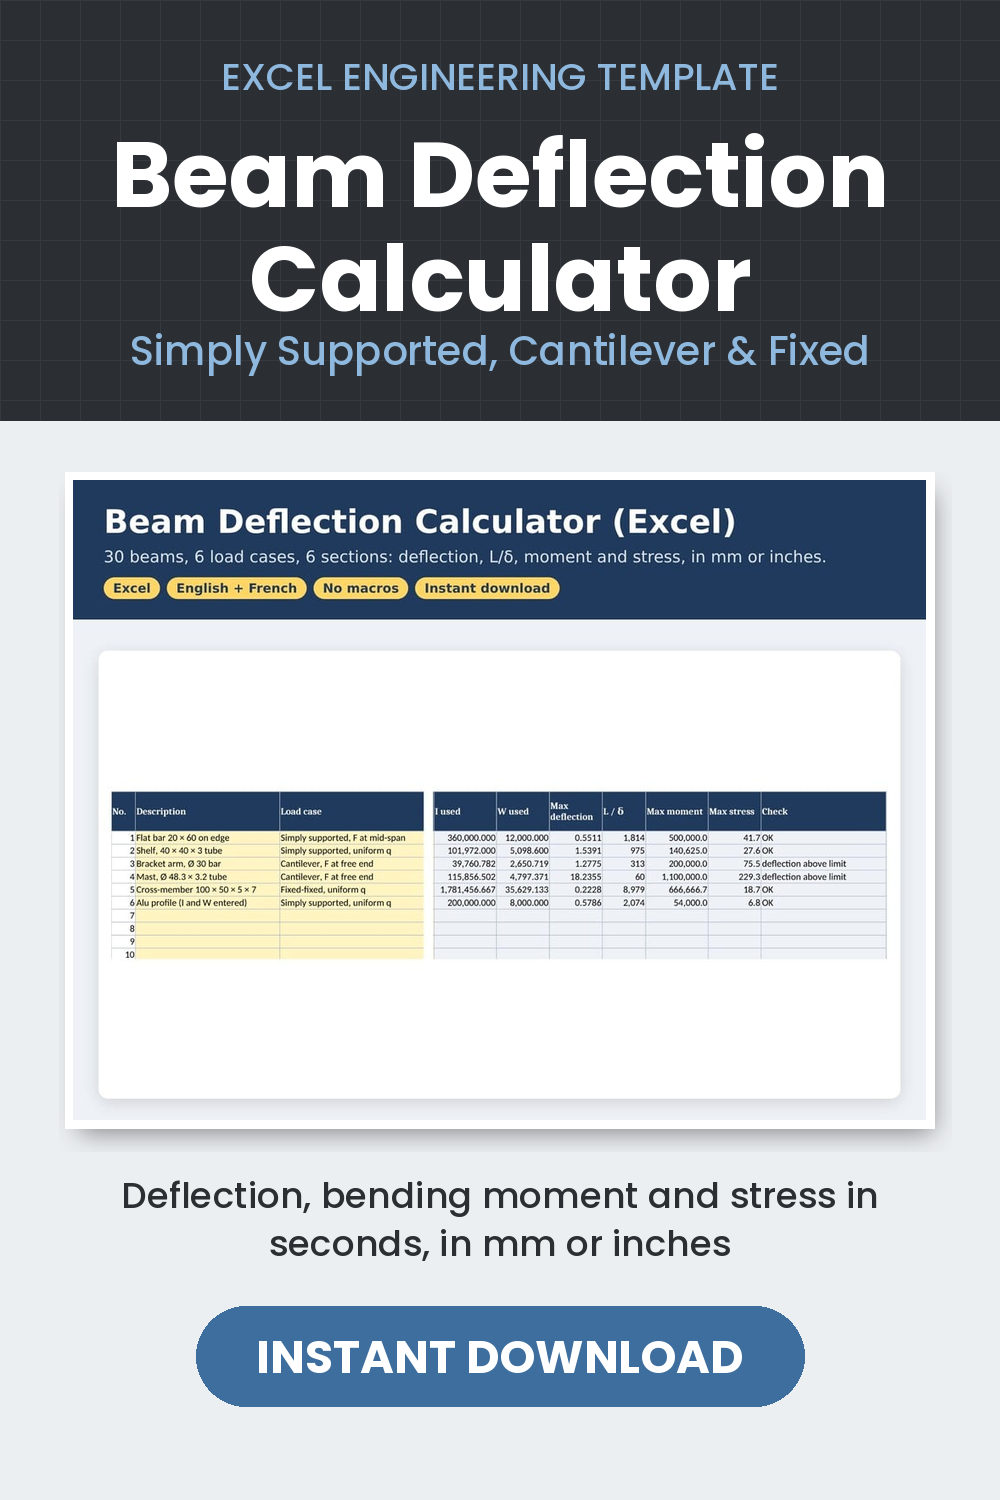 EXCEL ENGINEERING TEMPLATE
Beam Deflection
Calculator
Simply Supported, Cantilever & Fixed
Beam Deflection Calculator (Excel)
30 beams, 6 load cases, 6 sections: deflection, L/δ, moment and stress, in mm or inches.
Excel English + French No macros Instant download
No. Description Load case I used W used Max deflection L / δ Max moment Max stress Check
1 Flat bar 20 × 60 on edge Simply supported, F at mid-span 360,000.000 12,000.000 0.5511 1,814 500,000.0 41.7 OK
2 Shelf, 40 × 40 × 3 tube Simply supported, uniform q 101,972.000 5,098.600 1.5391 975 140,625.0 27.6 OK
3 Bracket arm, Ø 30 bar Cantilever, F at free end 39,760.782 2,650.719 1.2775 313 200,000.0 75.5 deflection above limit
4 Mast, Ø 48.3 × 3.2 tube Cantilever, F at free end 115,856.502 4,797.371 18.2355 60 1,100,000.0 229.3 deflection above limit
5 Cross-member 100 × 50 × 5 × 7 Fixed-fixed, uniform q 1,781,456.667 35,629.133 0.2228 8,979 666,666.7 18.7 OK
6 Alu profile (I and W entered) Simply supported, uniform q 200,000.000 8,000.000 0.5786 2,074 54,000.0 6.8 OK
7
8
9
10
Deflection, bending moment and stress in
seconds, in mm or inches
INSTANT DOWNLOAD